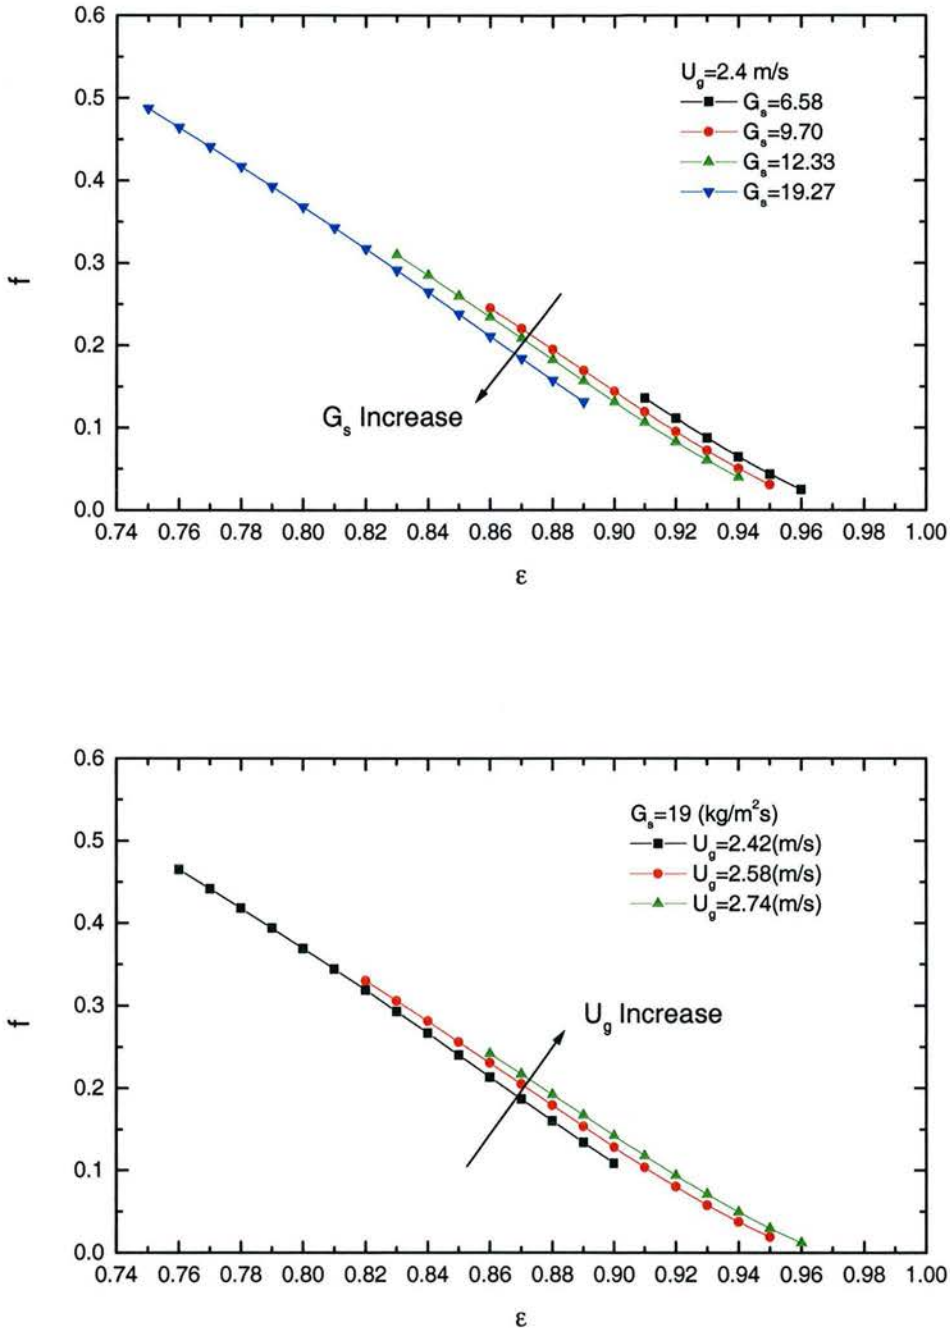 0.6
U_g=2.4 m/s
G_s=6.58
G_s=9.70
G_s=12.33
G_s=19.27
0.5
0.4
0.3
0.2
0.1
0.0
f
G_s Increase
0.74 0.76 0.78 0.80 0.82 0.84 0.86 0.88 0.90 0.92 0.94 0.96 0.98 1.00
ε
0.6
G_s=19 (kg/m²s)
U_g=2.42(m/s)
U_g=2.58(m/s)
U_g=2.74(m/s)
0.5
0.4
0.3
0.2
0.1
0.0
f
U_g Increase
0.74 0.76 0.78 0.80 0.82 0.84 0.86 0.88 0.90 0.92 0.94 0.96 0.98 1.00
ε